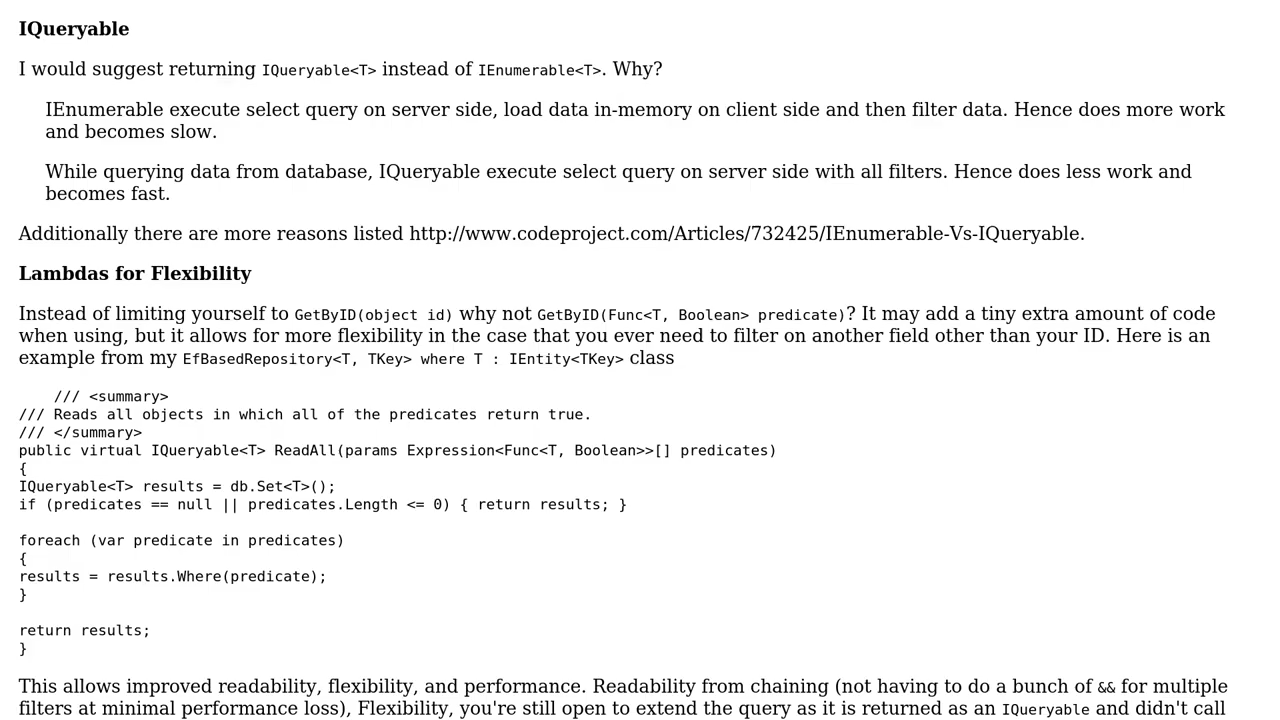 IQueryable
I would suggest returning IQueryable<T> instead of IEnumerable<T>. Why?
IEnumerable execute select query on server side, load data in-memory on client side and then filter data. Hence does more work
and becomes slow.
While querying data from database, IQueryable execute select query on server side with all filters. Hence does less work and
becomes fast.
Additionally there are more reasons listed http://www.codeproject.com/Articles/732425/IEnumerable-Vs-IQueryable.
Lambdas for Flexibility
Instead of limiting yourself to GetByID(object id) why not GetByID(Func<T, Boolean> predicate)? It may add a tiny extra amount of code
when using, but it allows for more flexibility in the case that you ever need to filter on another field other than your ID. Here is an
example from my EfBasedRepository<T, TKey> where T : IEntity<TKey> class
/// <summary>
/// Reads all objects in which all of the predicates return true.
/// </summary>
public virtual IQueryable<T> ReadAll(params Expression<Func<T, Boolean>>[] predicates)
{
IQueryable<T> results = db.Set<T>();
if (predicates == null || predicates.Length <= 0) { return results; }
foreach (var predicate in predicates)
{
results = results.Where(predicate);
}
return results;
}
This allows improved readability, flexibility, and performance. Readability from chaining (not having to do a bunch of && for multiple
filters at minimal performance loss), Flexibility, you're still open to extend the query as it is returned as an IQueryable and didn't call